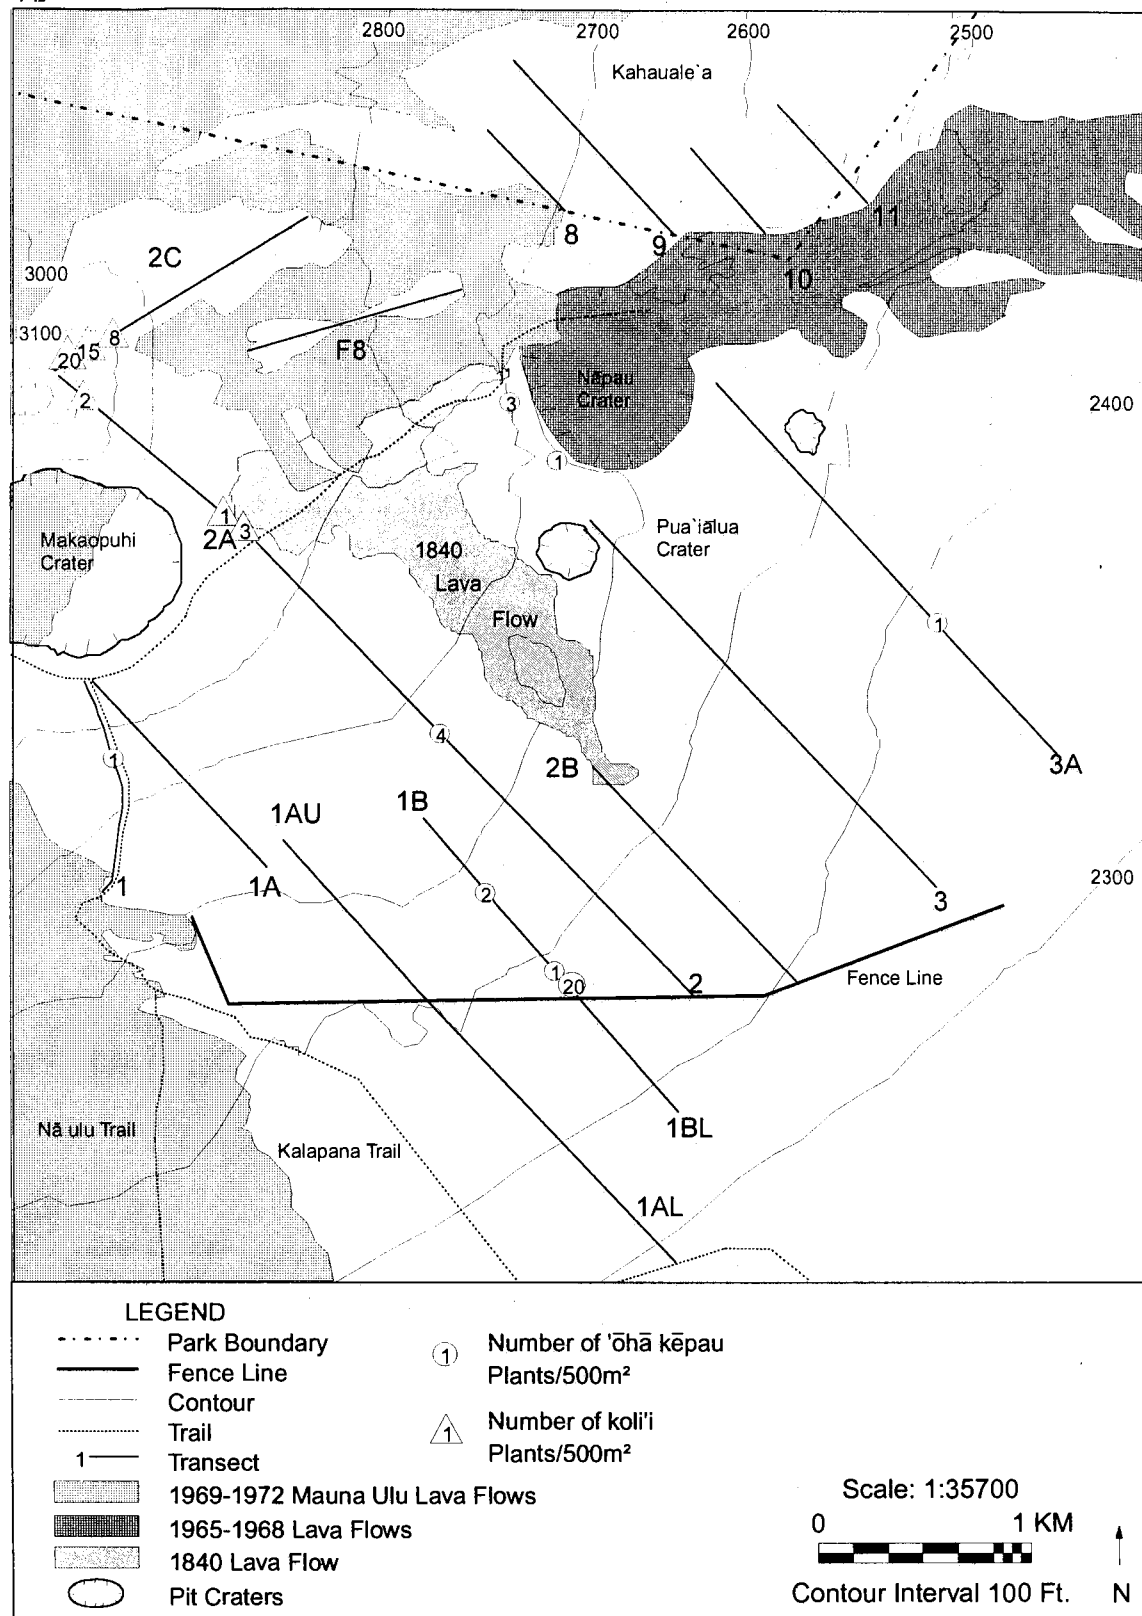 2800
2700
2600
2500
Kahauale`a
2C
8
9
10
11
3000
3100
8
15
20
2
F8
1
3
Nāpau
Crater
2400
1
1
3
2A
Makaopuhi
Crater
1840
Lava
Flow
Pua`iālua
Crater
1
4
1
2B
3A
1AU
1B
1
1A
2
3
2300
1
20
2
Fence Line
1BL
Nā ulu Trail
Kalapana Trail
1AL
LEGEND
Park Boundary
Fence Line
Contour
Trail
1 Transect
1969-1972 Mauna Ulu Lava Flows
1965-1968 Lava Flows
1840 Lava Flow
Pit Craters
1 Number of 'ōhā kēpau
Plants/500m²
1 Number of koli'i
Plants/500m²
Scale: 1:35700
0 1 KM
Contour Interval 100 Ft.
N